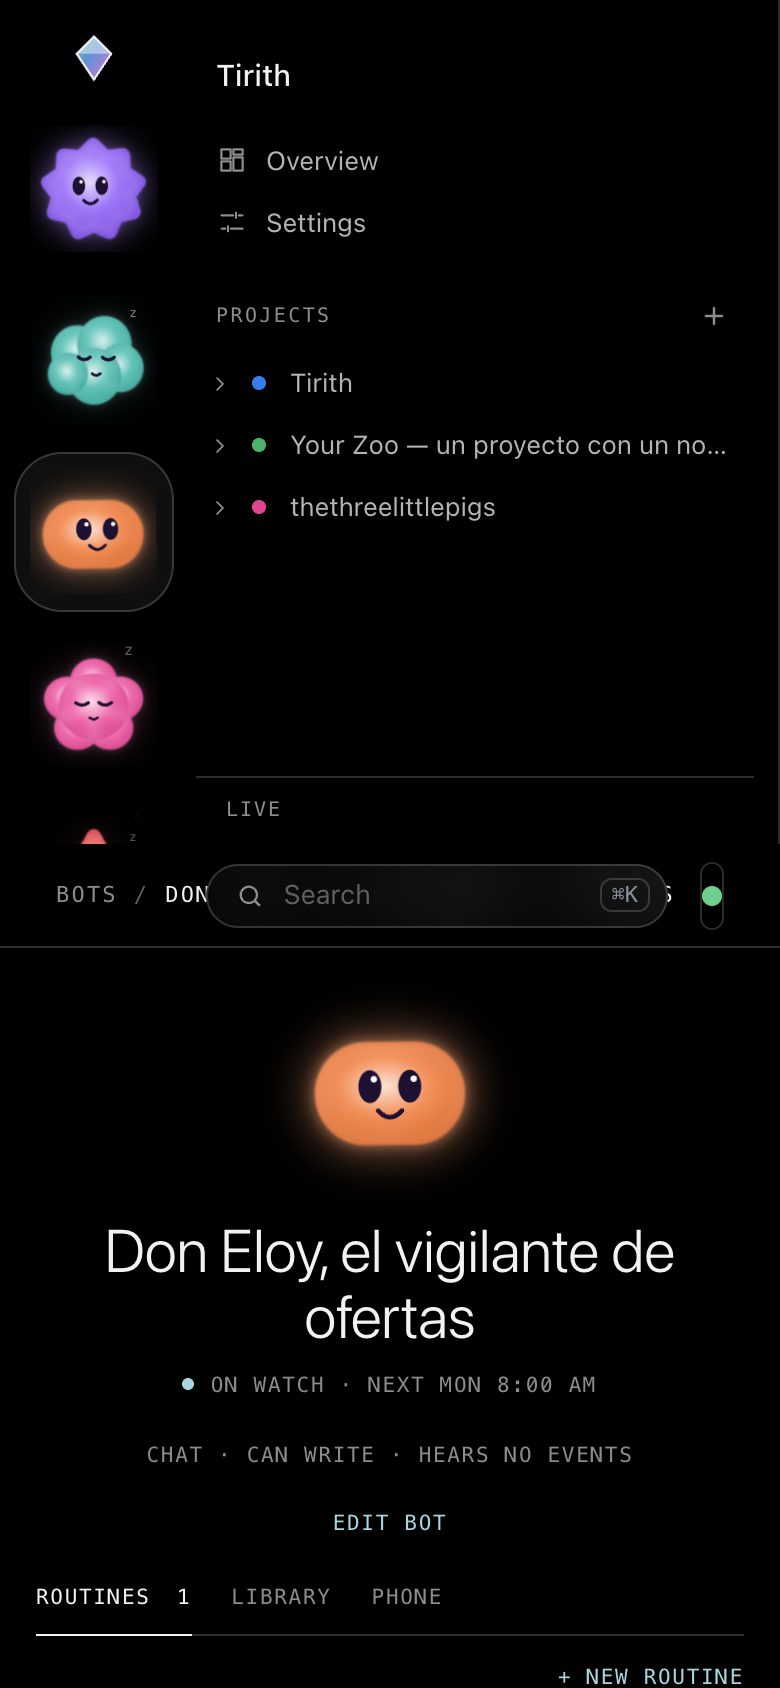 Tirith
Overview
Settings
PROJECTS
Tirith
z
Your Zoo — un proyecto con un no...
thethreelittlepigs
z
LIVE
z
BOTS / DON
Search
⌘K
S
Don Eloy, el vigilante de
ofertas
ON WATCH · NEXT MON 8:00 AM
CHAT · CAN WRITE · HEARS NO EVENTS
EDIT BOT
ROUTINES 1 LIBRARY PHONE
+ NEW ROUTINE